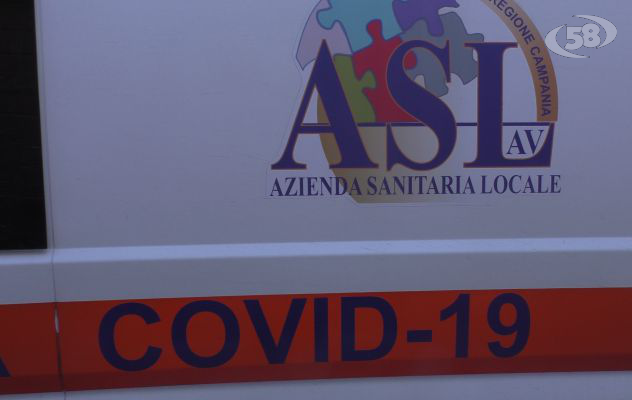 REGIONE CAMPANIA
58
ASL
AV
AZIENDA SANITARIA LOCALE
COVID-19